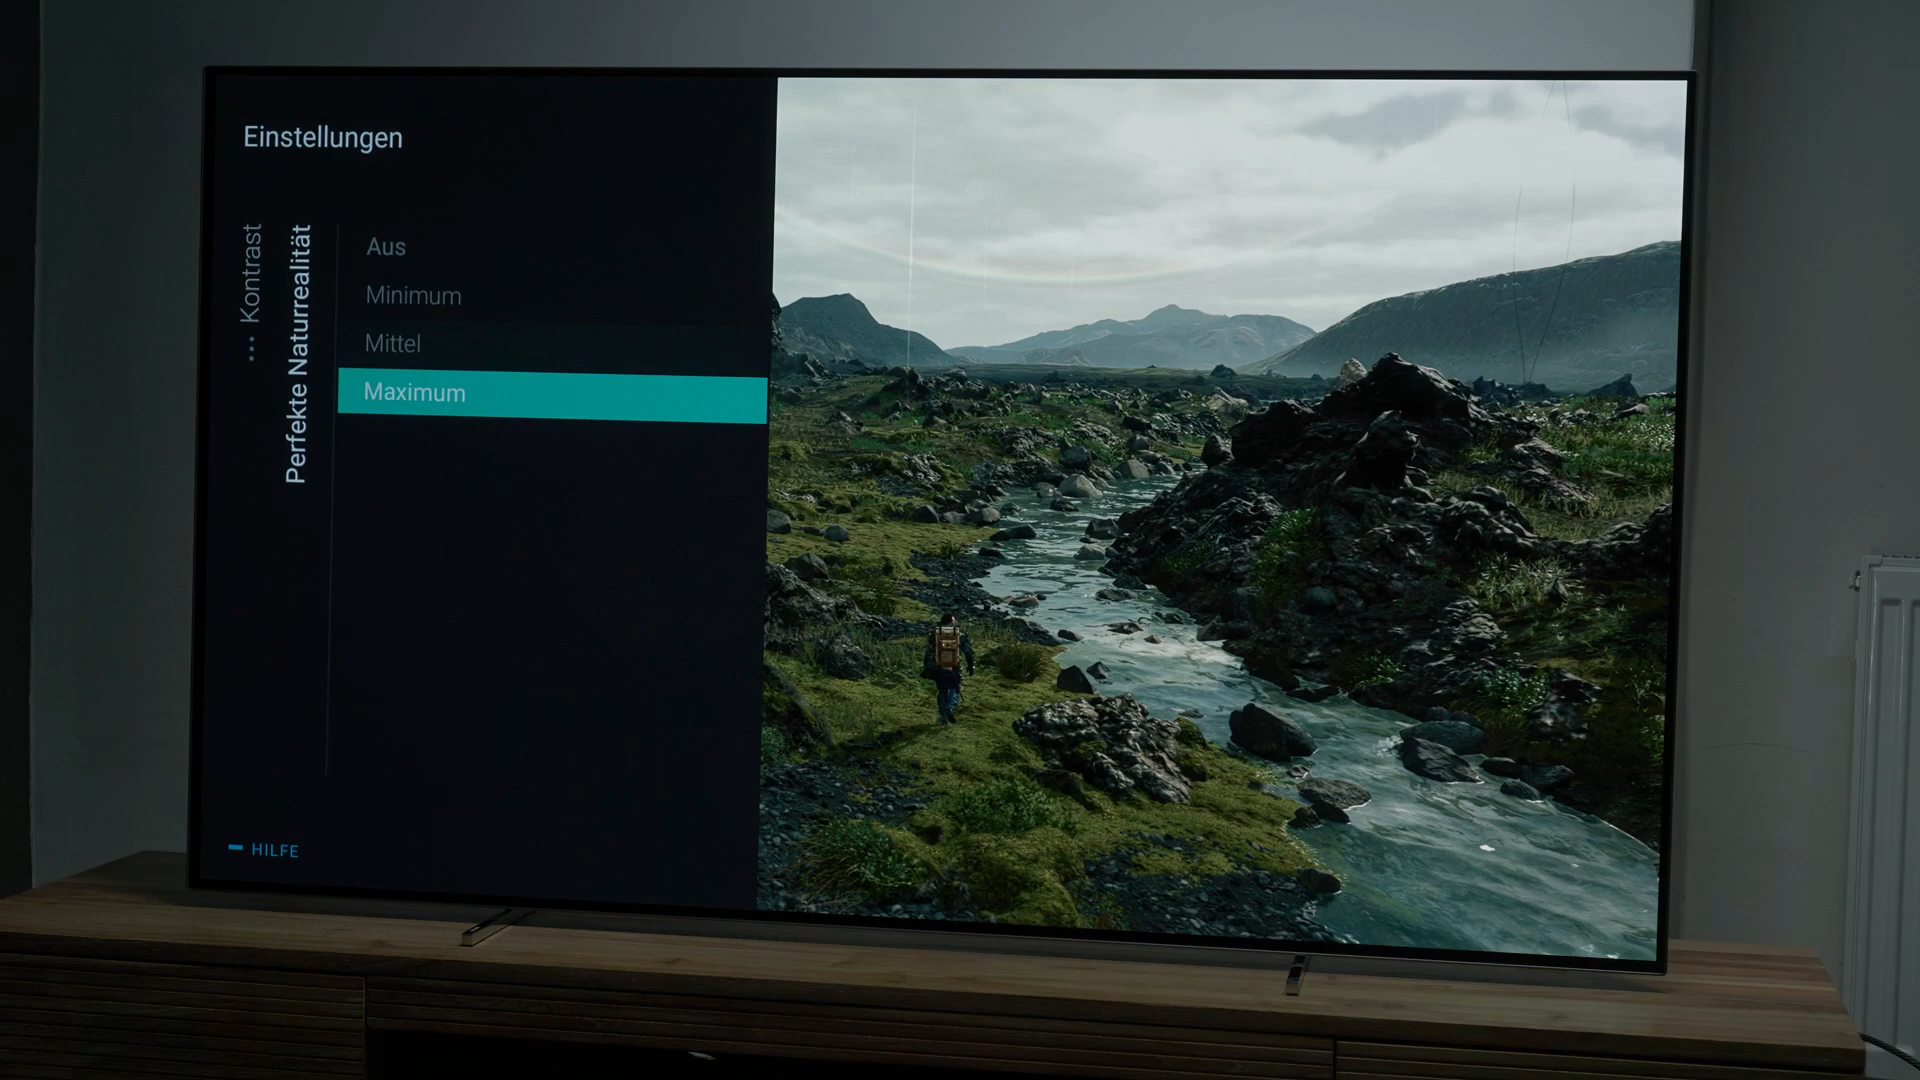 Einstellungen
... Kontrast
Perfekte Naturrealität
Aus
Minimum
Mittel
Maximum
HILFE